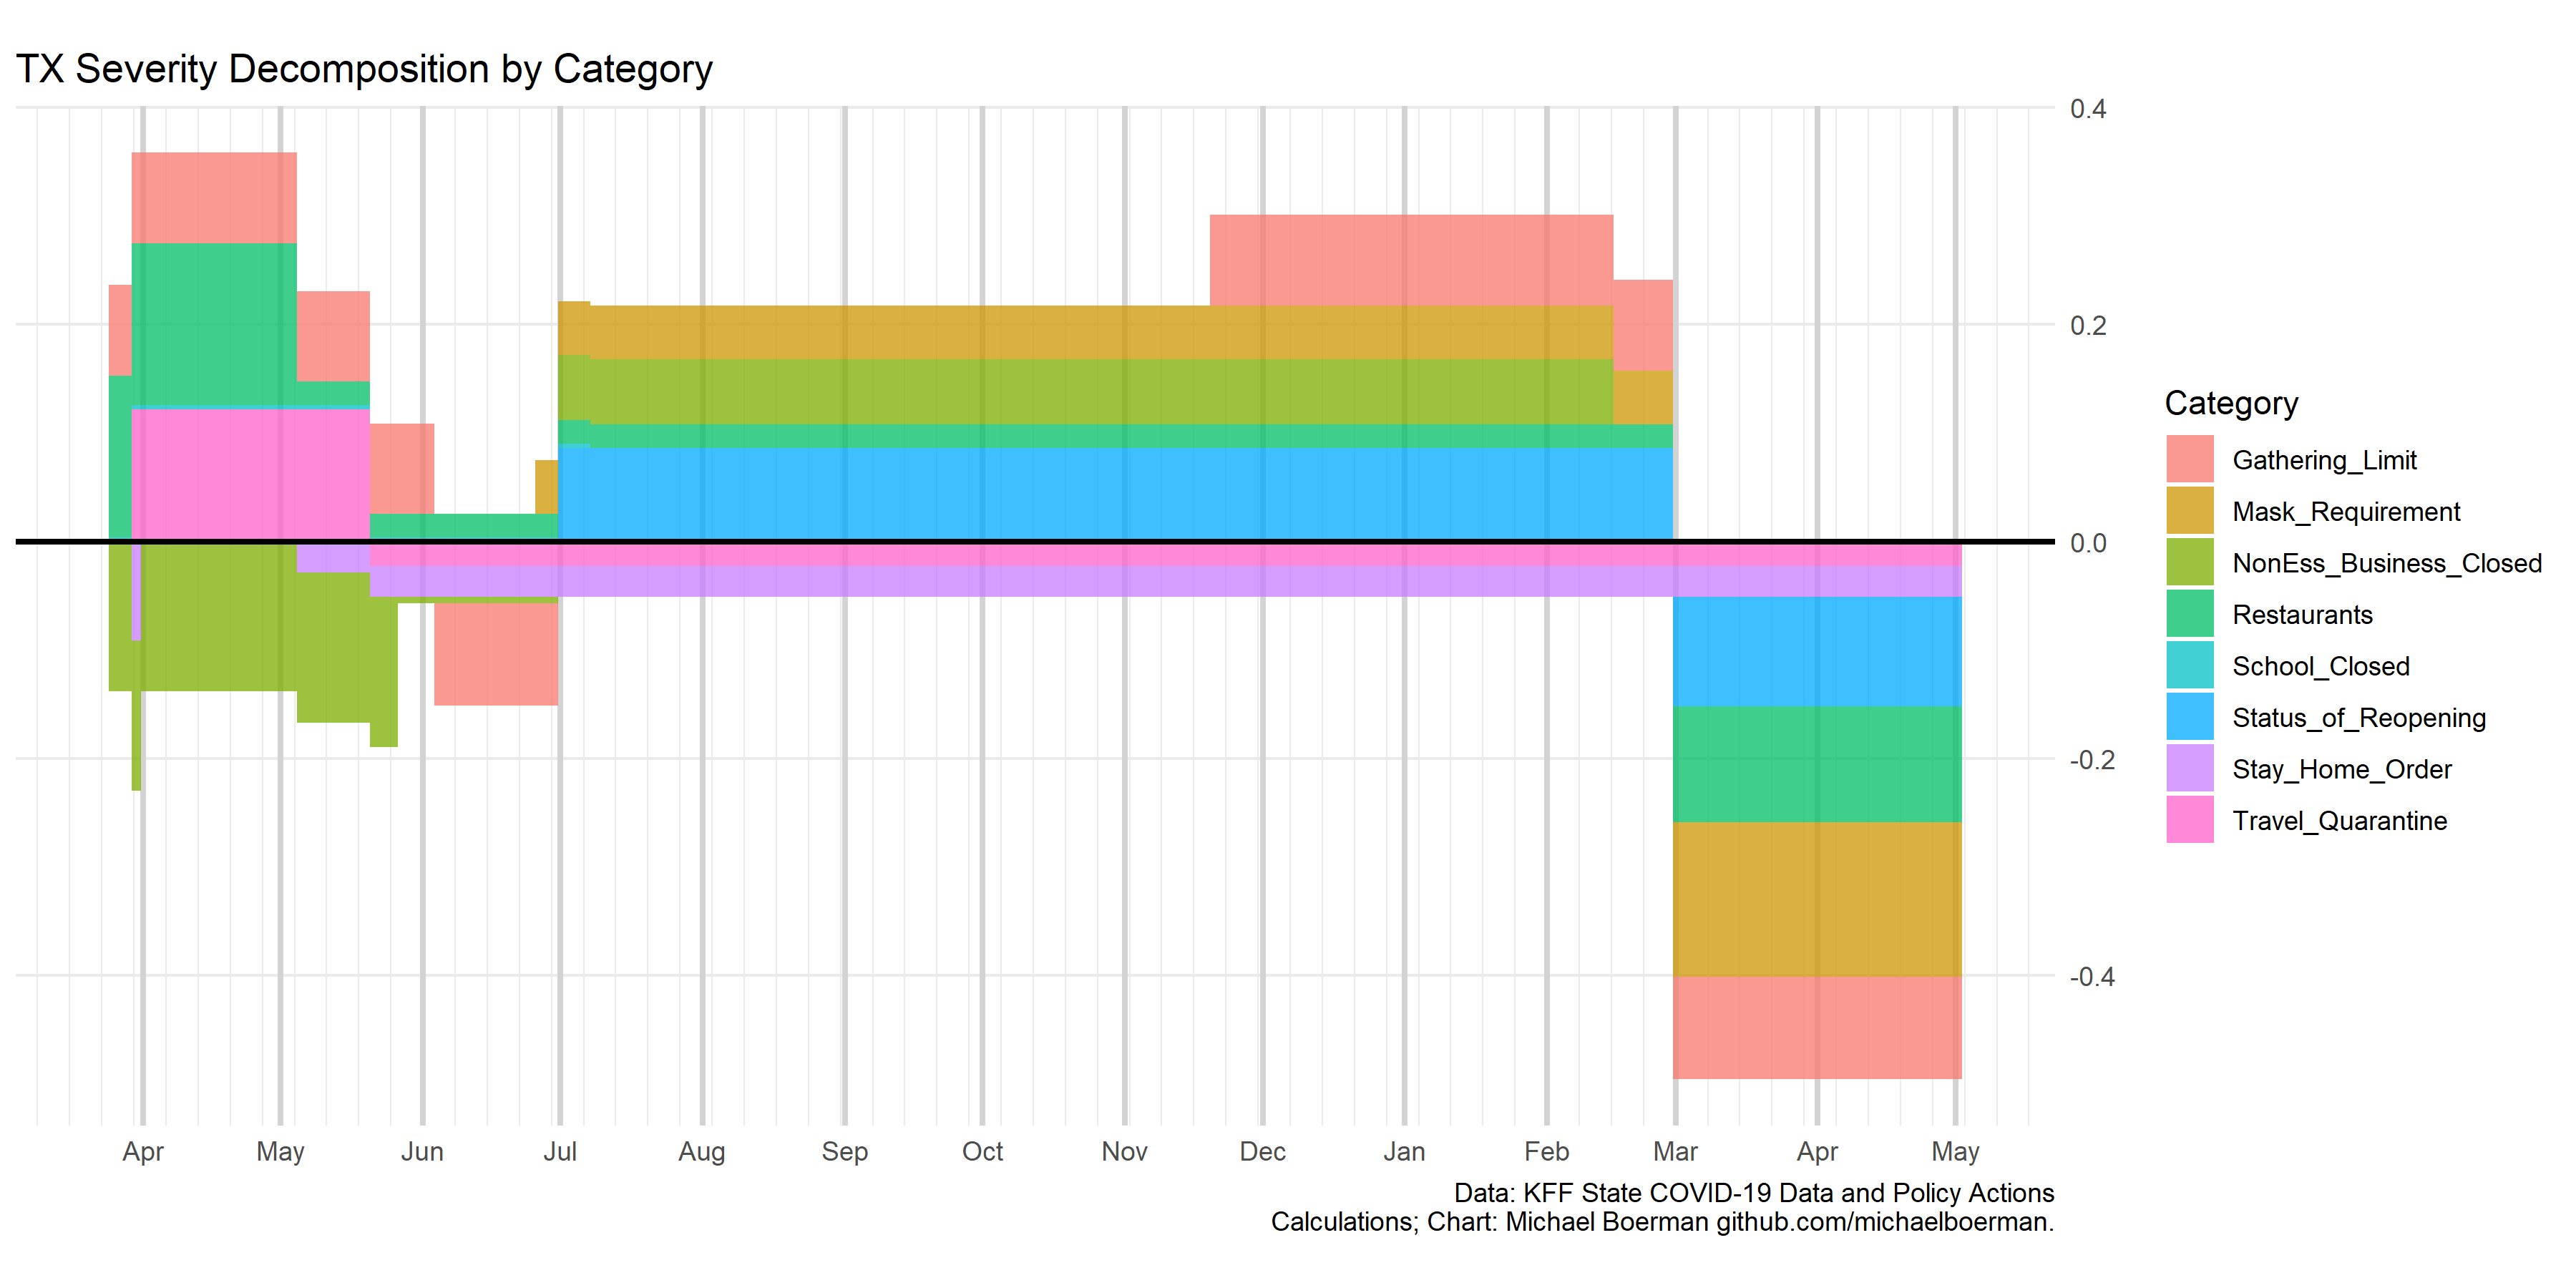 TX Severity Decomposition by Category
0.4
0.2
0.0
-0.2
-0.4
Apr May Jun Jul Aug Sep Oct Nov Dec Jan Feb Mar Apr May
Data: KFF State COVID-19 Data and Policy Actions
Calculations; Chart: Michael Boerman github.com/michaelboerman.
Category
Gathering_Limit
Mask_Requirement
NonEss_Business_Closed
Restaurants
School_Closed
Status_of_Reopening
Stay_Home_Order
Travel_Quarantine